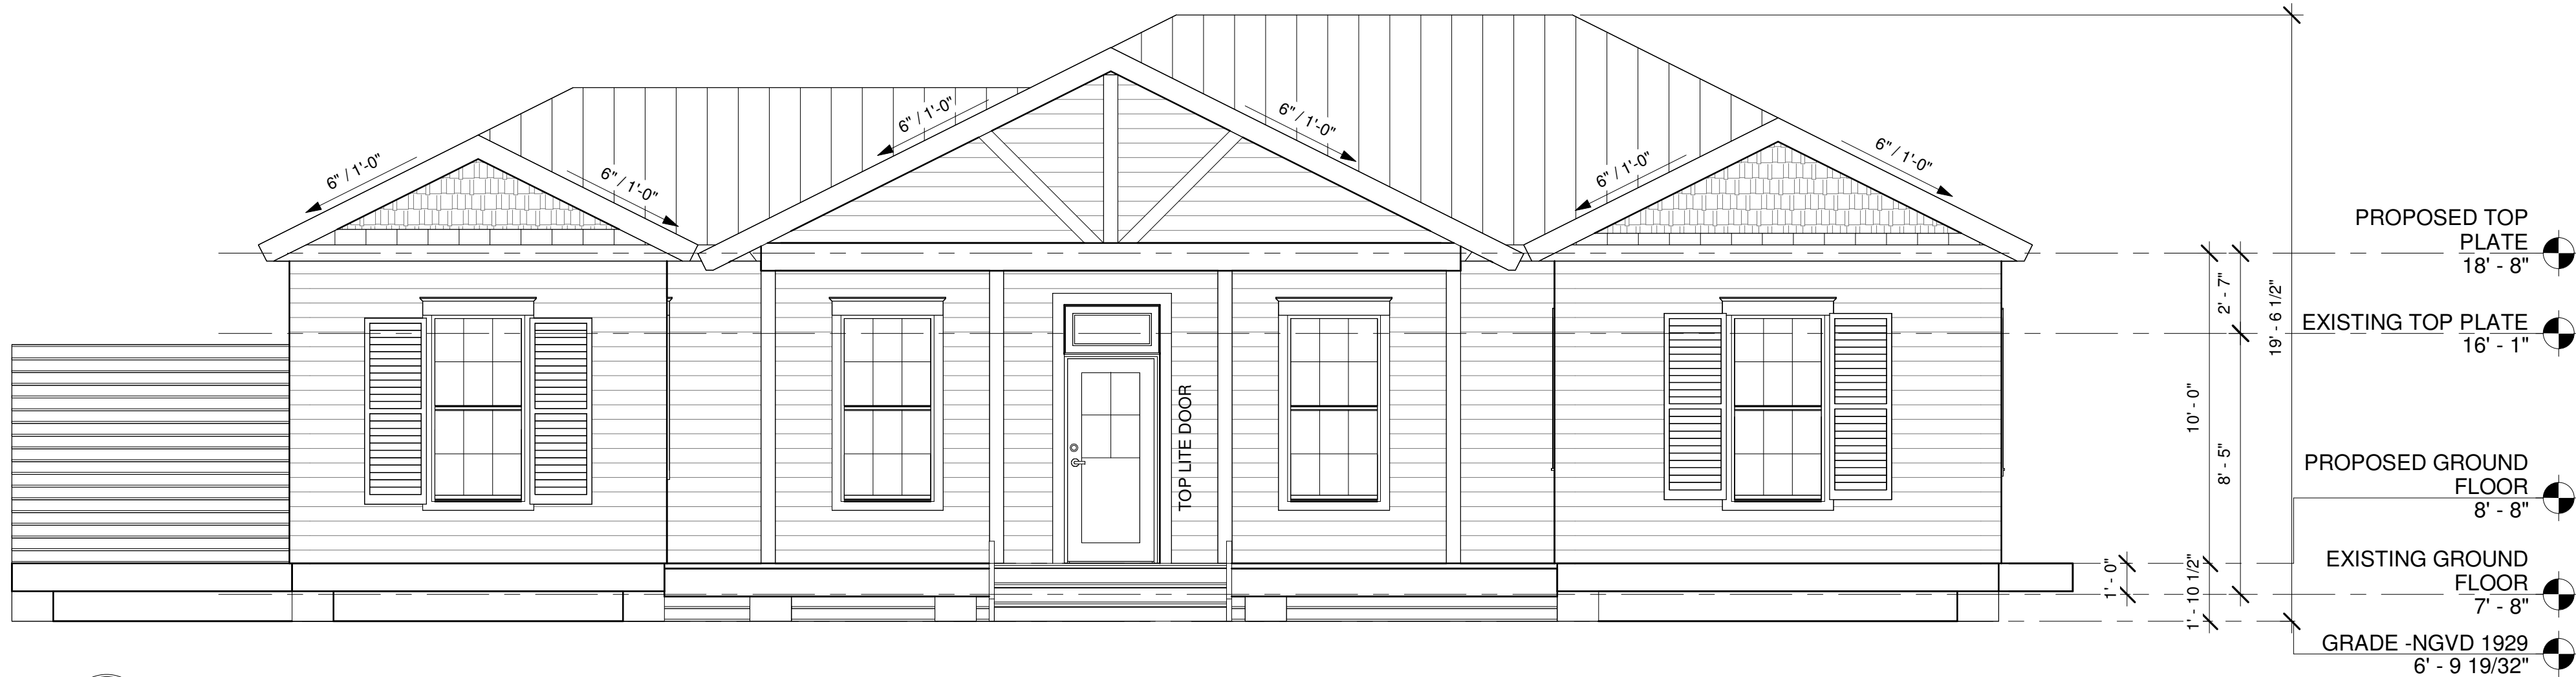 6" / 1'-0"
6" / 1'-0"
6" / 1'-0"
6" / 1'-0"
6" / 1'-0"
6" / 1'-0"
TOP LITE DOOR
PROPOSED TOP
PLATE
18' - 8"
EXISTING TOP PLATE
16' - 1"
PROPOSED GROUND
FLOOR
8' - 8"
EXISTING GROUND
FLOOR
7' - 8"
GRADE -NGVD 1929
6' - 9 19/32"
2' - 7"
19' - 6 1/2"
10' - 0"
8' - 5"
1' - 0"
1' - 10 1/2"